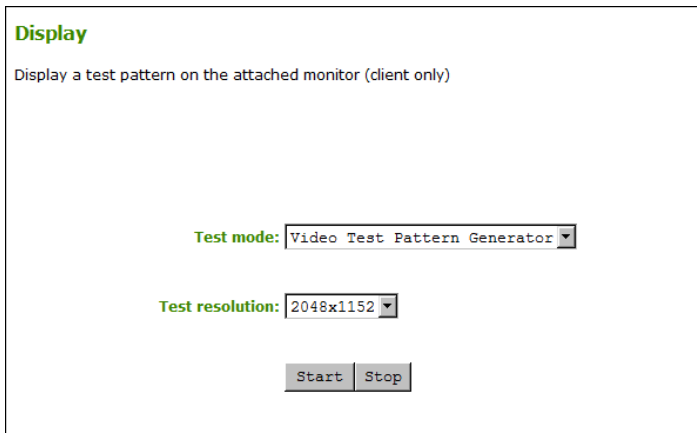 Display
Display a test pattern on the attached monitor (client only)
Test mode: Video Test Pattern Generator
Test resolution: 2048x1152
Start Stop